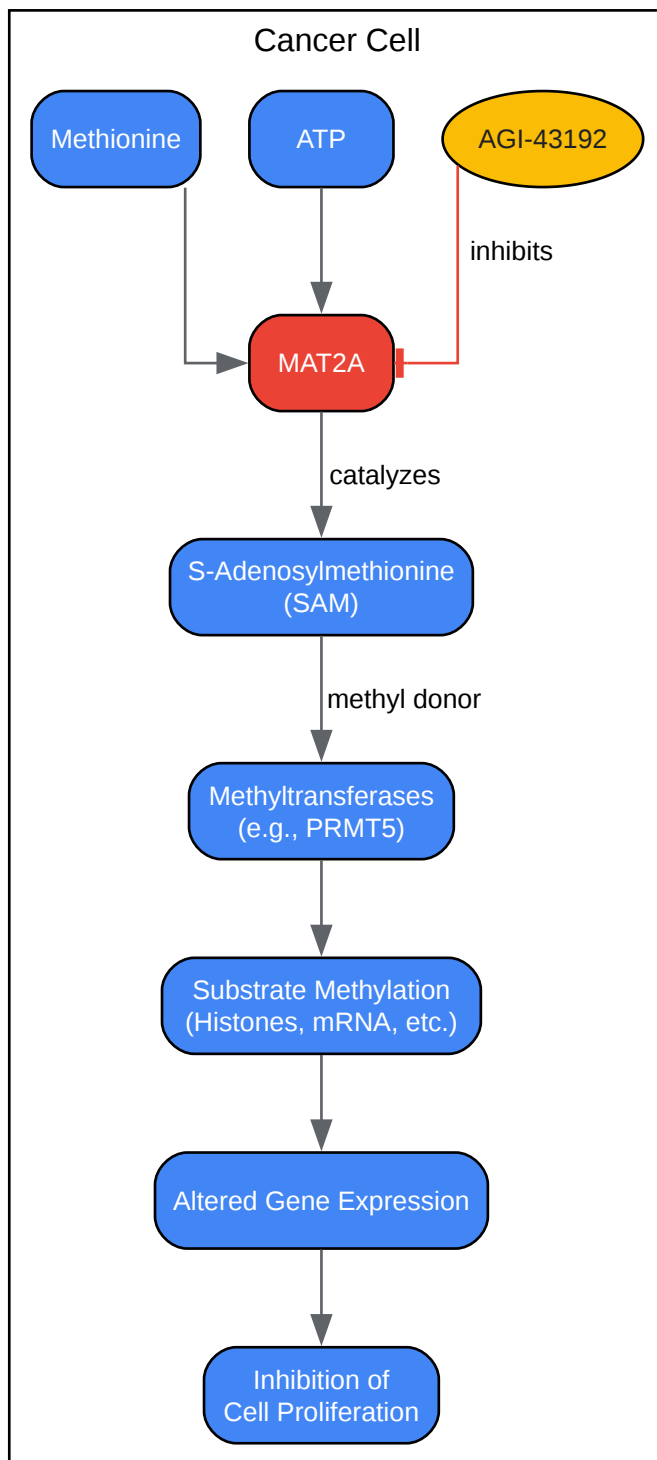 Cancer Cell
Methionine
ATP
AGI-43192
inhibits
MAT2A
catalyzes
S-Adenosylmethionine
(SAM)
methyl donor
Methyltransferases
(e.g., PRMT5)
Substrate Methylation
(Histones, mRNA, etc.)
Altered Gene Expression
Inhibition of
Cell Proliferation